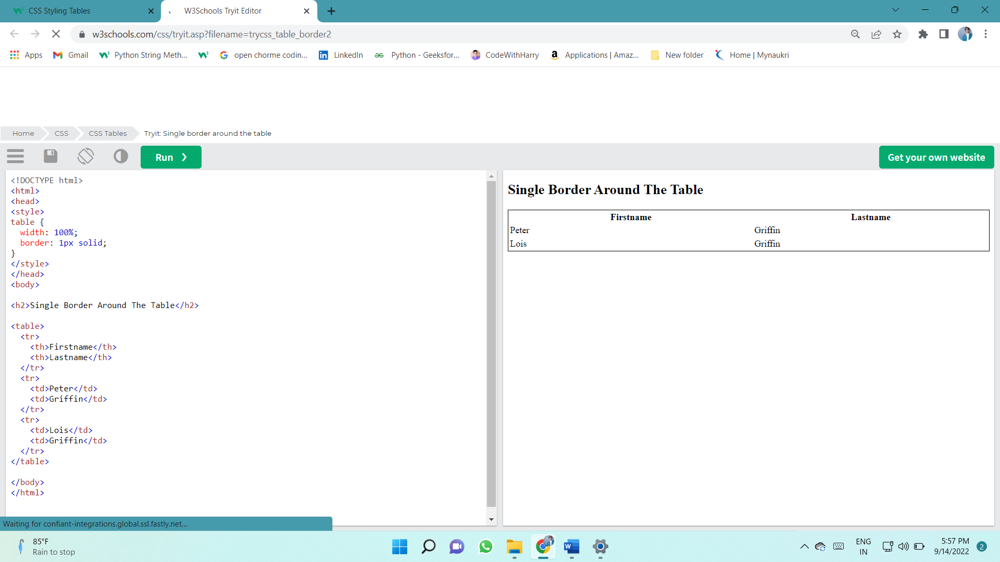 CSS Styling Tables
W3Schools Tryit Editor
w3schools.com/css/tryit.asp?filename=trycss_table_border2
Apps
Gmail
Python String Meth...
open chorme codin...
LinkedIn
Python - Geeksfor...
CodeWithHarry
Applications | Amaz...
New folder
Home | Mynaukri
Home
CSS
CSS Tables
Tryit: Single border around the table
Run ❯
Get your own website
<!DOCTYPE html>
<html>
<head>
<style>
table {
  width: 100%;
  border: 1px solid;
}
</style>
</head>
<body>
<h2>Single Border Around The Table</h2>
<table>
  <tr>
    <th>Firstname</th>
    <th>Lastname</th>
  </tr>
  <tr>
    <td>Peter</td>
    <td>Griffin</td>
  </tr>
  <tr>
    <td>Lois</td>
    <td>Griffin</td>
  </tr>
</table>
</body>
</html>
Single Border Around The Table
Firstname Lastname
Peter Griffin
Lois Griffin
Waiting for confiant-integrations.global.ssl.fastly.net...
85°F
Rain to stop
ENG
IN
5:57 PM
9/14/2022
2